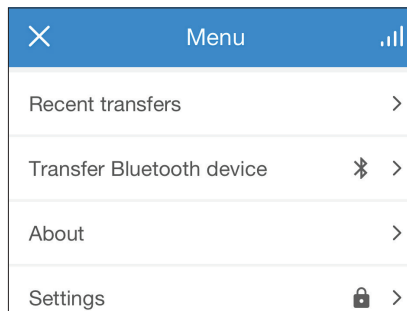 Menu
Recent transfers
Transfer Bluetooth device
About
Settings